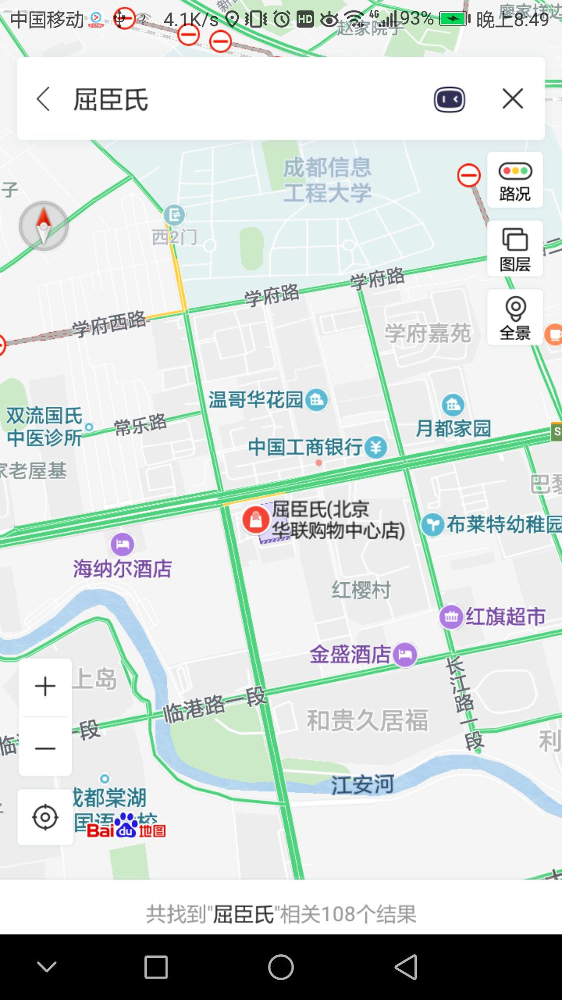 中国移动 4.1K/s HD 4G 93% 晚上8:49
赵家院子
屈臣氏
成都信息
工程大学
路况
子
西2门
图层
学府路
学府路
学府西路
全景
学府嘉苑
温哥华花园
双流国氏
中医诊所
常乐路
月都家园
中国工商银行
S
家老屋基
巴黎
屈臣氏(北京
华联购物中心店)
布莱特幼稚园
海纳尔酒店
红樱村
红旗超市
金盛酒店
上岛
长江路一段
临港路一段
和贵久居福
临
一段
利
江安河
成都棠湖
国语 校
Baidu地图
共找到"屈臣氏"相关108个结果